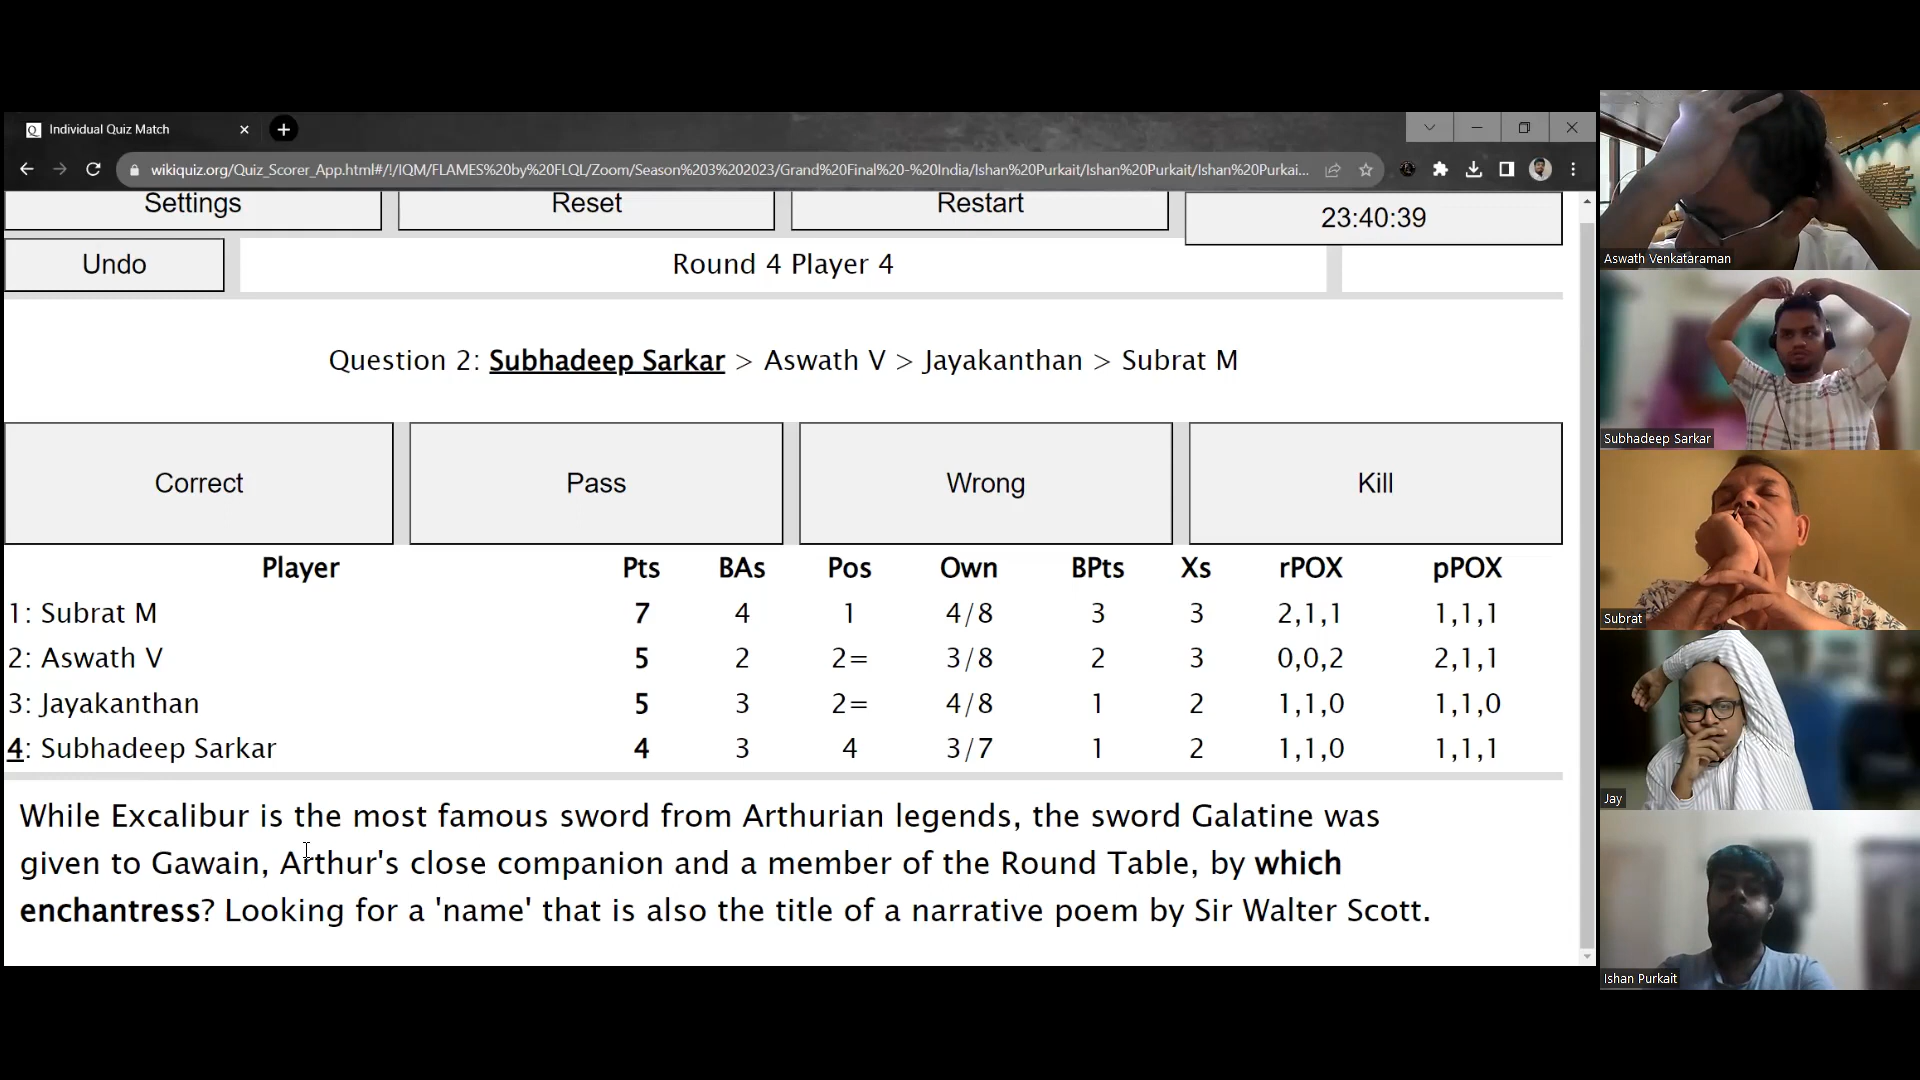 Individual Quiz Match
wikiquiz.org/Quiz_Scorer_App.html#/!/IQM/FLAMES%20by%20FLQL/Zoom/Season%203%202023/Grand%20Final%20-%20India/Ishan%20Purkait/Ishan%20Purkait/Ishan%20Purkai...
Settings Reset Restart 23:40:39
Undo Round 4 Player 4
Question 2: Subhadeep Sarkar > Aswath V > Jayakanthan > Subrat M
Correct Pass Wrong Kill
Player Pts BAs Pos Own BPts Xs rPOX pPOX
1: Subrat M 7 4 1 4/8 3 3 2,1,1 1,1,1
2: Aswath V 5 2 2= 3/8 2 3 0,0,2 2,1,1
3: Jayakanthan 5 3 2= 4/8 1 2 1,1,0 1,1,0
4: Subhadeep Sarkar 4 3 4 3/7 1 2 1,1,0 1,1,1
While Excalibur is the most famous sword from Arthurian legends, the sword Galatine was
given to Gawain, Arthur's close companion and a member of the Round Table, by which
enchantress? Looking for a 'name' that is also the title of a narrative poem by Sir Walter Scott.
Aswath Venkataraman
Subhadeep Sarkar
Subrat
Jay
Ishan Purkait